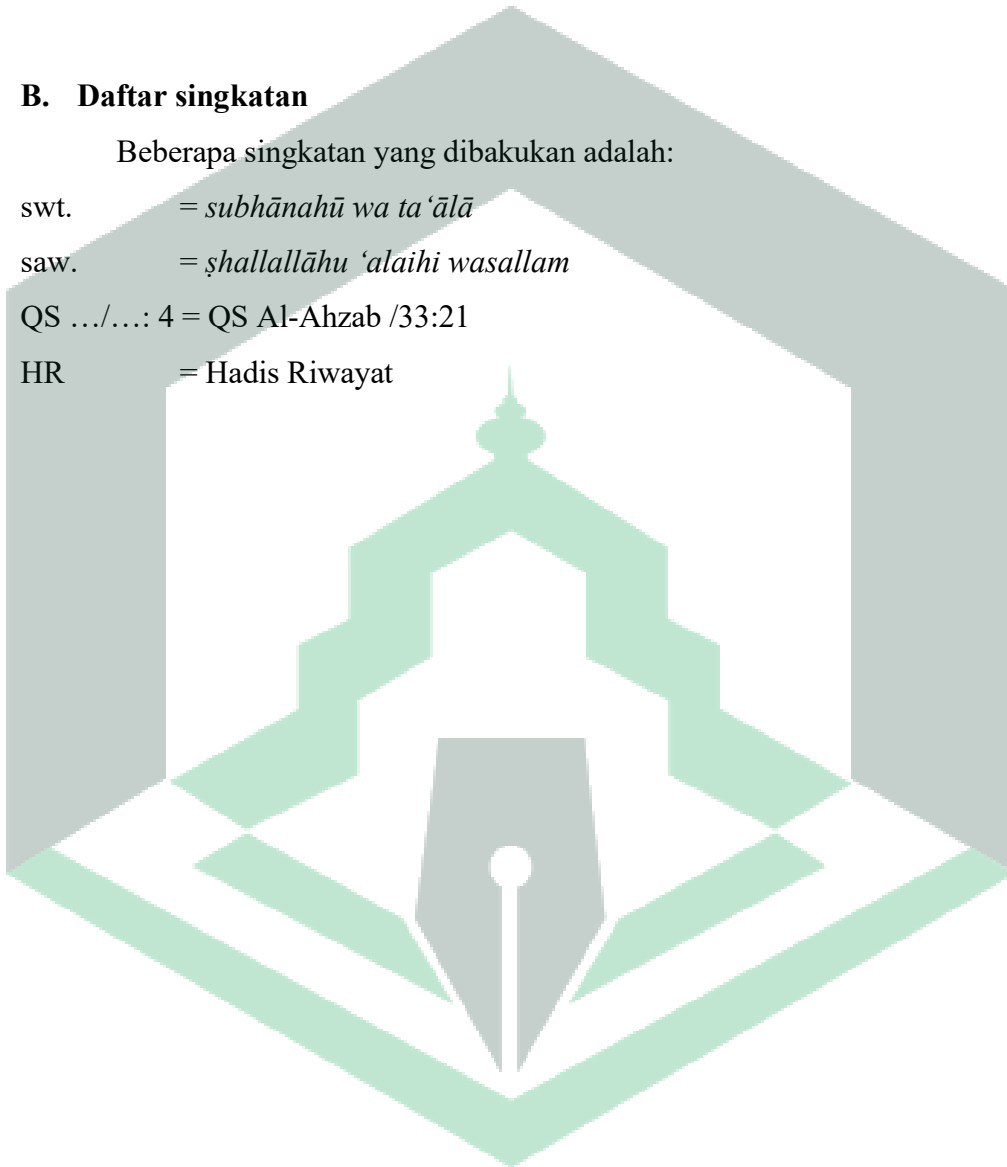 B. Daftar singkatan
Beberapa singkatan yang dibakukan adalah:
swt. = subhānahū wa ta‘ālā
saw. = ṣhallallāhu ‘alaihi wasallam
QS …/…: 4 = QS Al-Ahzab /33:21
HR = Hadis Riwayat